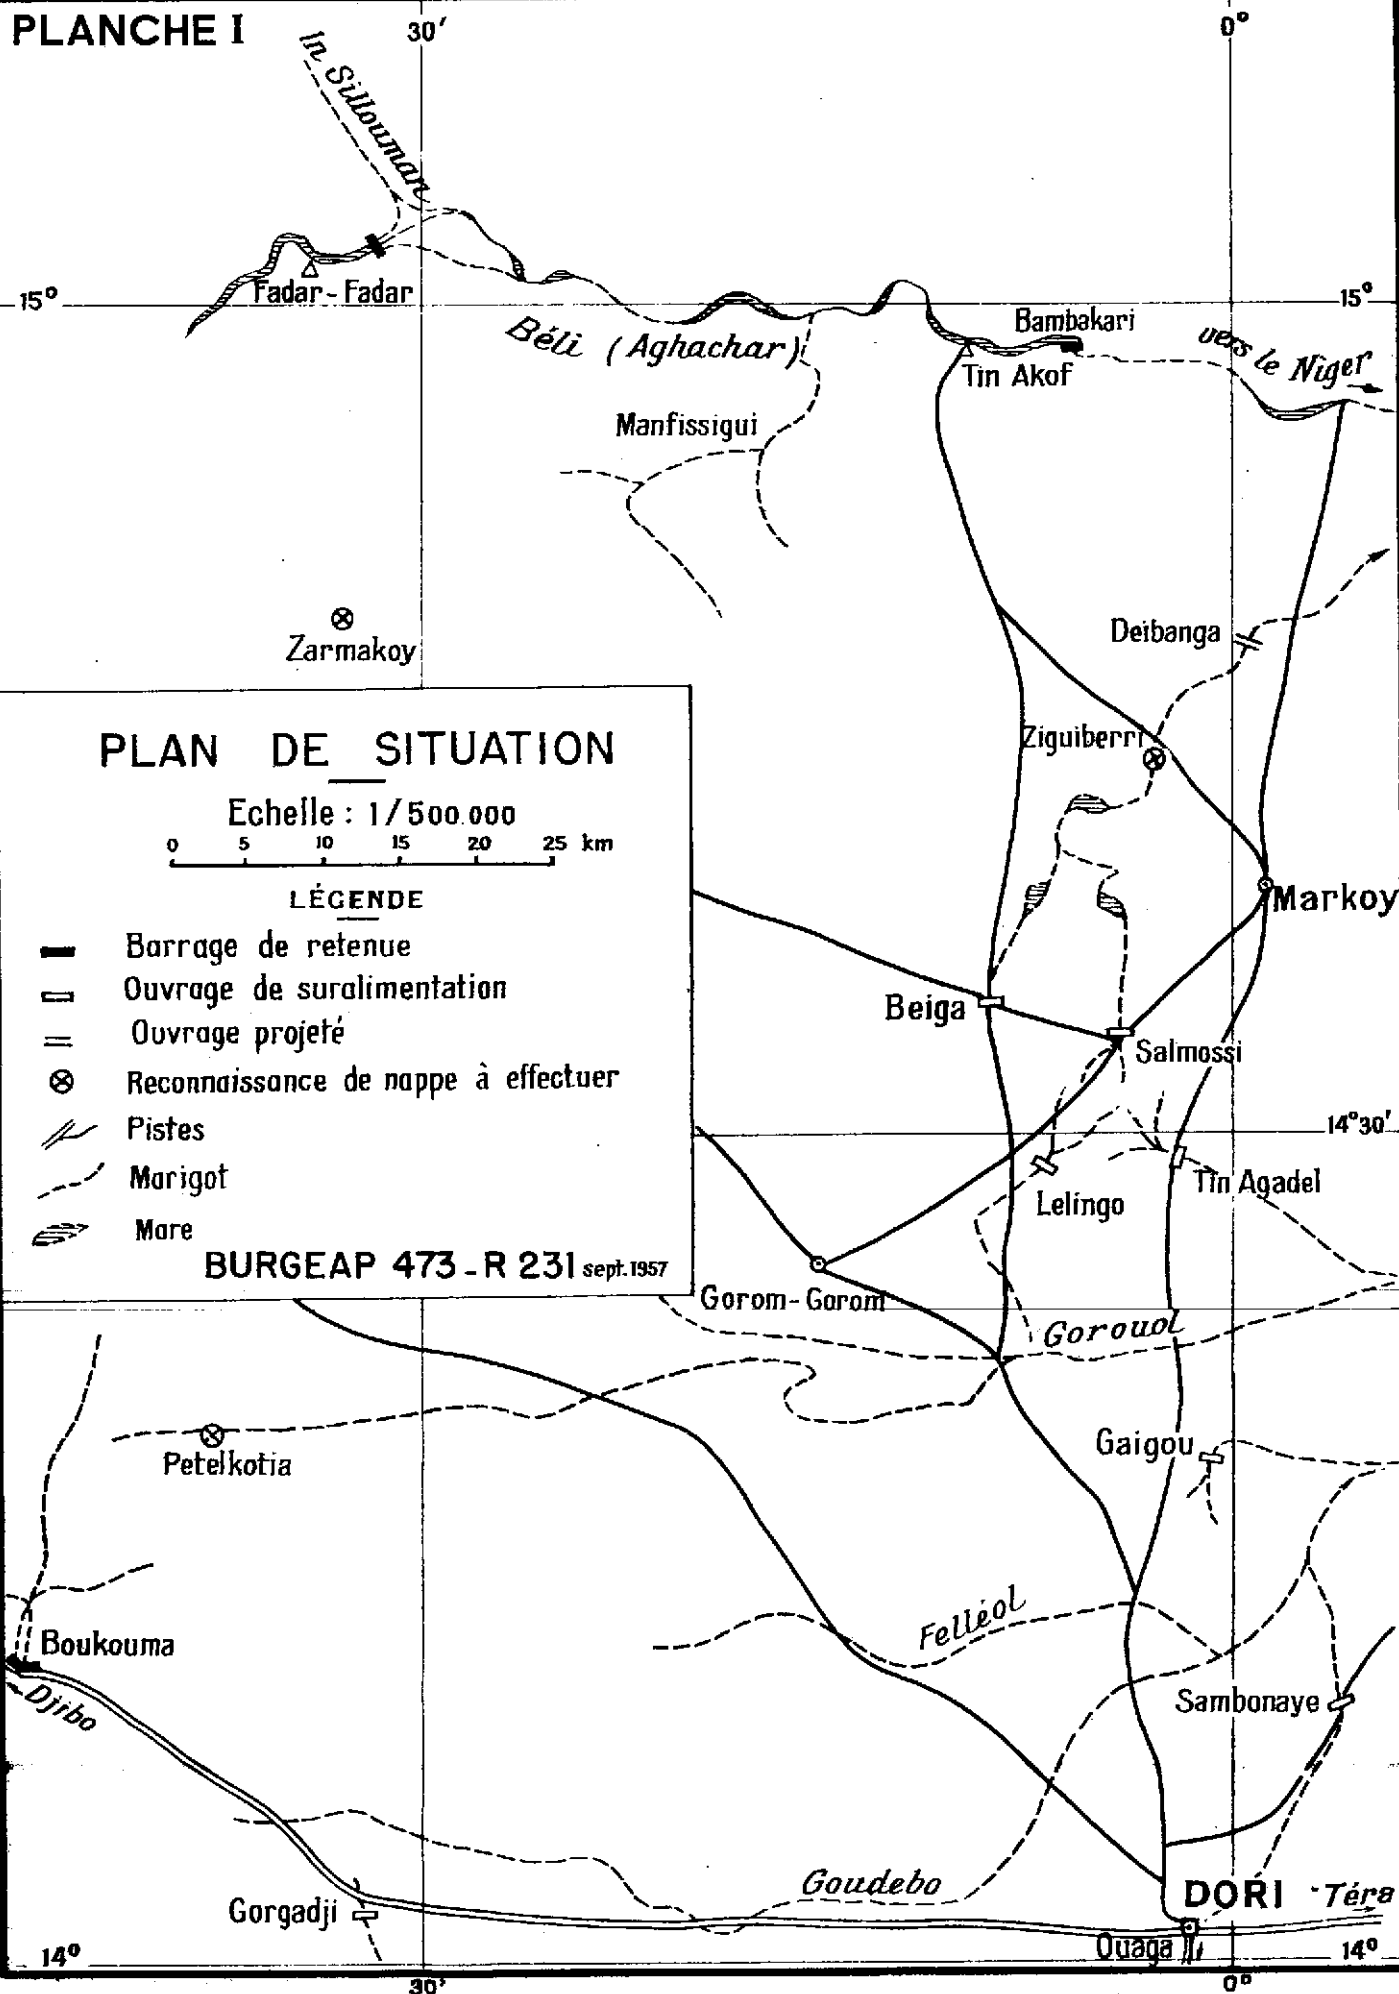 PLANCHE I
30'
0°
In Sillouman
Fadar-Fadar
15°
15°
Béli (Aghachar)
Bambakari
Tin Akof
vers le Niger
Manfissigui
Zarmakoy
Deibanga
Ziguiberri
PLAN DE SITUATION
Echelle : 1/500.000
0 5 10 15 20 25 km
LÉGENDE
Barrage de retenue
Ouvrage de suralimentation
Ouvrage projeté
Reconnaissance de nappe à effectuer
Pistes
Marigot
Mare
BURGEAP 473-R 231 sept.1957
Markoy
Beiga
Salmossi
14°30'
Lelingo
Tin Agadel
Gorom-Gorom
Gorouol
Gaigou
Petelkotia
Felléol
Boukouma
Djibo
Sambonaye
Goudebo
Gorgadji
DORI
Téra
Ouaga
14°
14°
30'
0°